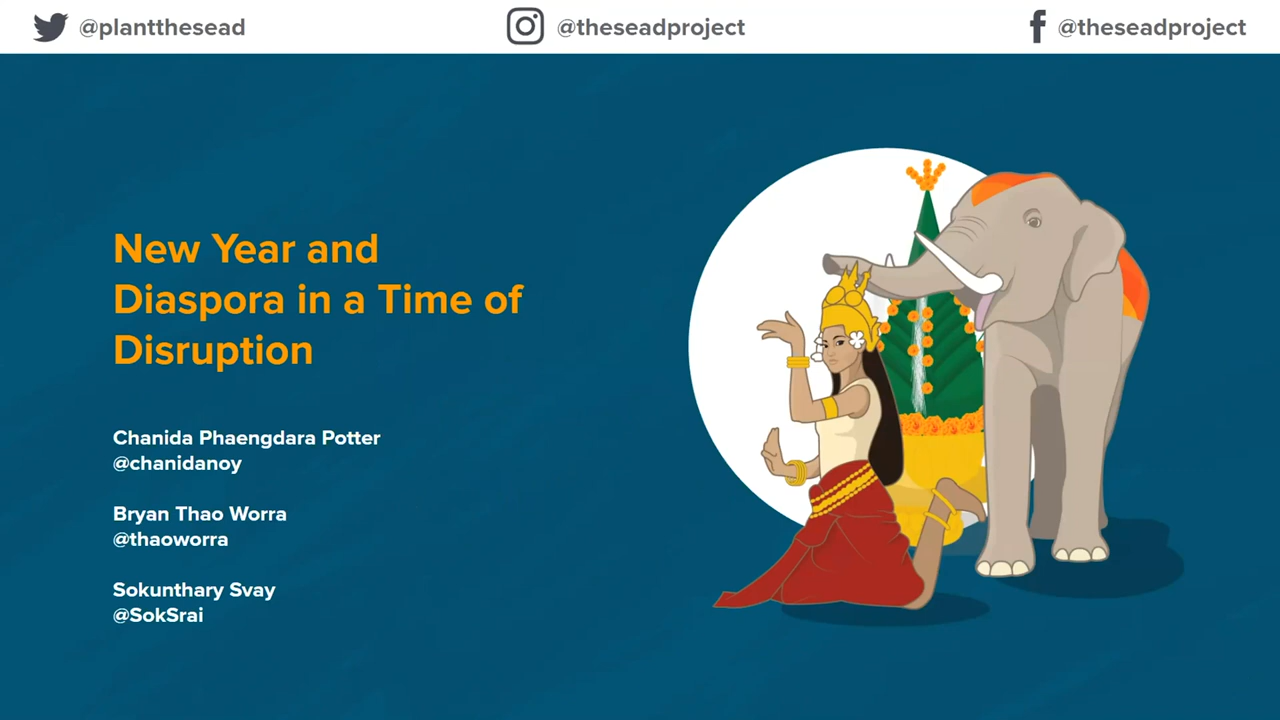 @plantthesead
@theseadproject
@theseadproject
New Year and
Diaspora in a Time of
Disruption
Chanida Phaengdara Potter
@chanidanoy
Bryan Thao Worra
@thaoworra
Sokunthary Svay
@SokSrai